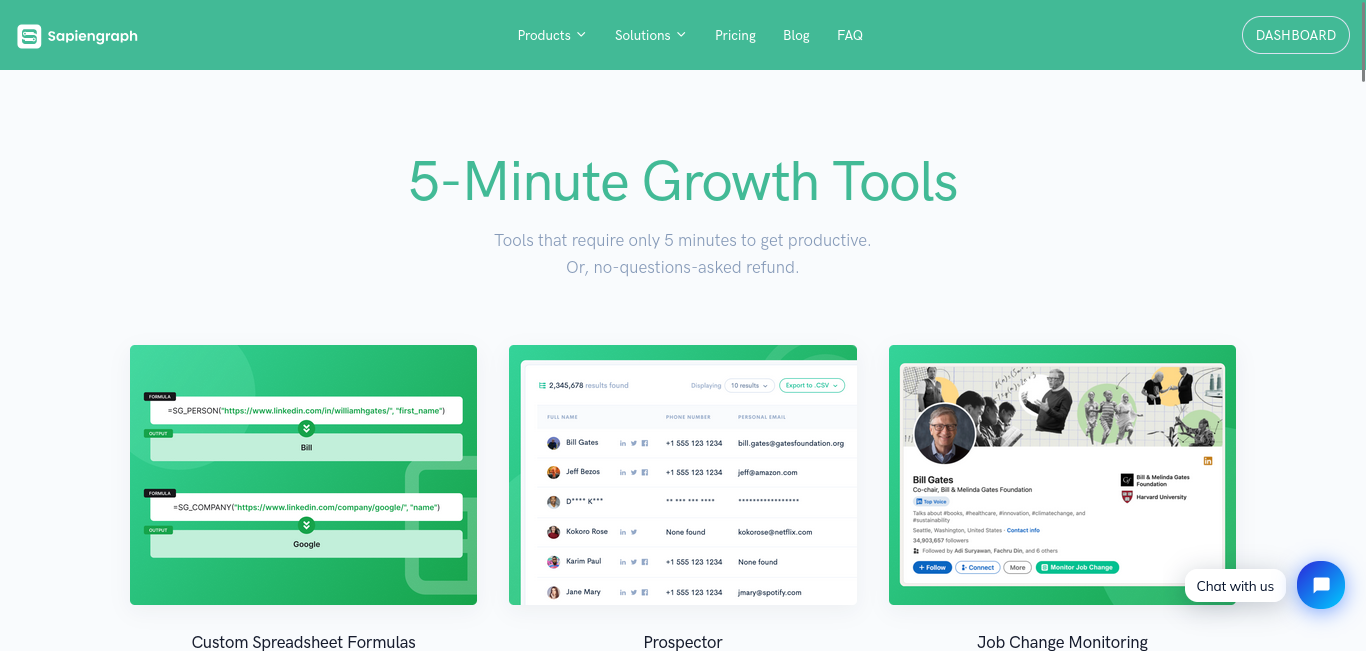 Sapiengraph
Products
Solutions
Pricing
Blog
FAQ
DASHBOARD
5-Minute Growth Tools
Tools that require only 5 minutes to get productive.
Or, no-questions-asked refund.
FORMULA
=SG_PERSON("https://www.linkedin.com/in/williamhgates/", "first_name")
OUTPUT
Bill
FORMULA
=SG_COMPANY("https://www.linkedin.com/company/google/", "name")
OUTPUT
Google
2,345,678 results found
Displaying
10 results
Export to .CSV
FULL NAME PHONE NUMBER PERSONAL EMAIL
Bill Gates +1 555 123 1234 bill.gates@gatesfoundation.org
Jeff Bezos +1 555 123 1234 jeff@amazon.com
D**** K*** ** *** *** **** *****************
Kokoro Rose None found kokorose@netflix.com
Karim Paul +1 555 123 1234 None found
Jane Mary +1 555 123 1234 jmary@spotify.com
Bill Gates
Co-chair, Bill & Melinda Gates Foundation
Top Voice
Talks about #books, #healthcare, #innovation, #climatechange, and
#sustainability
Seattle, Washington, United States · Contact info
34,903,657 followers
Followed by Adi Suryawan, Fachru Din, and 6 others
+ Follow
Connect
More
Monitor Job Change
Bill & Melinda Gates
Foundation
Harvard University
Custom Spreadsheet Formulas
Prospector
Job Change Monitoring
Chat with us